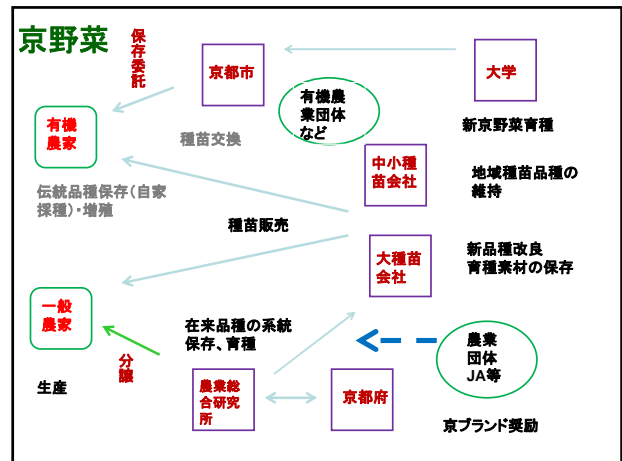 京野菜
保存委託
京都市
大学
有機農
業団体
など
新京野菜育種
有機
農家
種苗交換
中小種
苗会社
地域種苗品種の
維持
伝統品種保存(自家
採種)・増殖
種苗販売
大種苗
会社
新品種改良
育種素材の保存
一般
農家
在来品種の系統
保存、育種
農業
団体
JA等
分譲
生産
農業総
合研究
所
京都府
京ブランド奨励